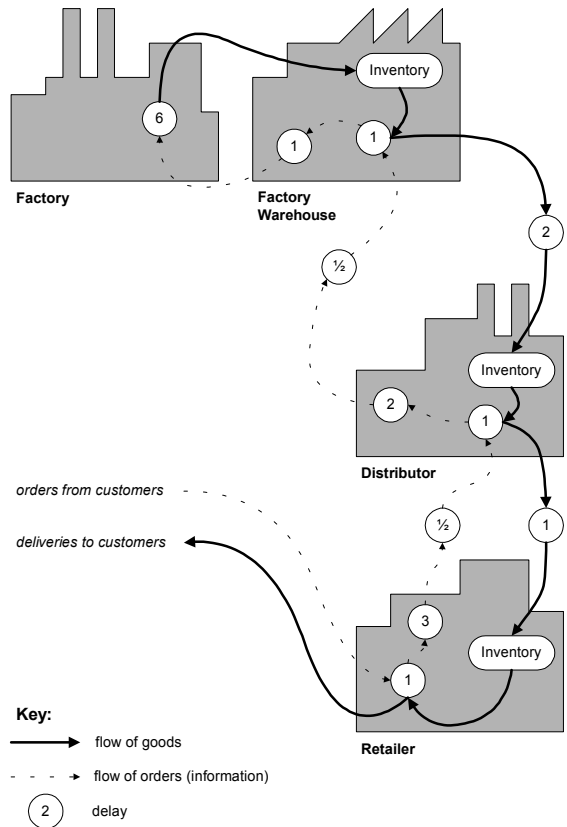 Inventory
6
1
1
Factory
Factory
Warehouse
2
½
Inventory
2
1
Distributor
orders from customers
½
1
deliveries to customers
3
Inventory
1
Key:
flow of goods
Retailer
flow of orders (information)
2
delay